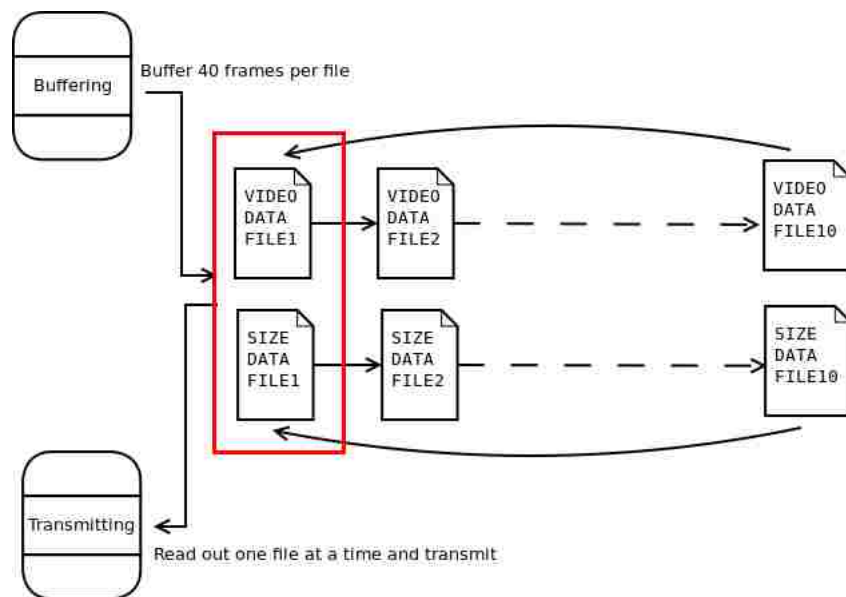 Buffering
Buffer 40 frames per file
VIDEO
DATA
FILE1
VIDEO
DATA
FILE2
VIDEO
DATA
FILE10
SIZE
DATA
FILE1
SIZE
DATA
FILE2
SIZE
DATA
FILE10
Transmitting
Read out one file at a time and transmit